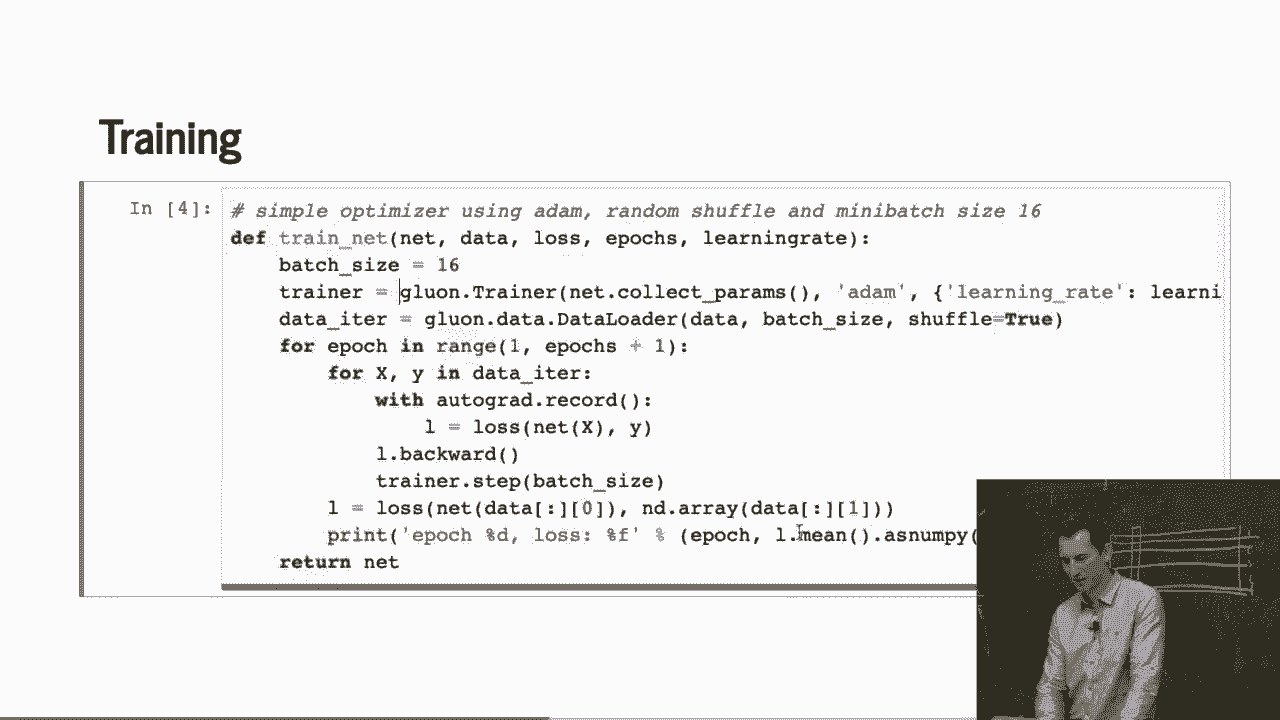 Training
In [4]:
# simple optimizer using adam, random shuffle and minibatch size 16
def train_net(net, data, loss, epochs, learningrate):
    batch_size = 16
    trainer = gluon.Trainer(net.collect_params(), 'adam', {'learning_rate': learni
    data_iter = gluon.data.DataLoader(data, batch_size, shuffle=True)
    for epoch in range(1, epochs + 1):
        for X, y in data_iter:
            with autograd.record():
                l = loss(net(X), y)
            l.backward()
            trainer.step(batch_size)
        l = loss(net(data[:][0]), nd.array(data[:][1]))
        print('epoch %d, loss: %f' % (epoch, l.mean().asnumpy(
    return net